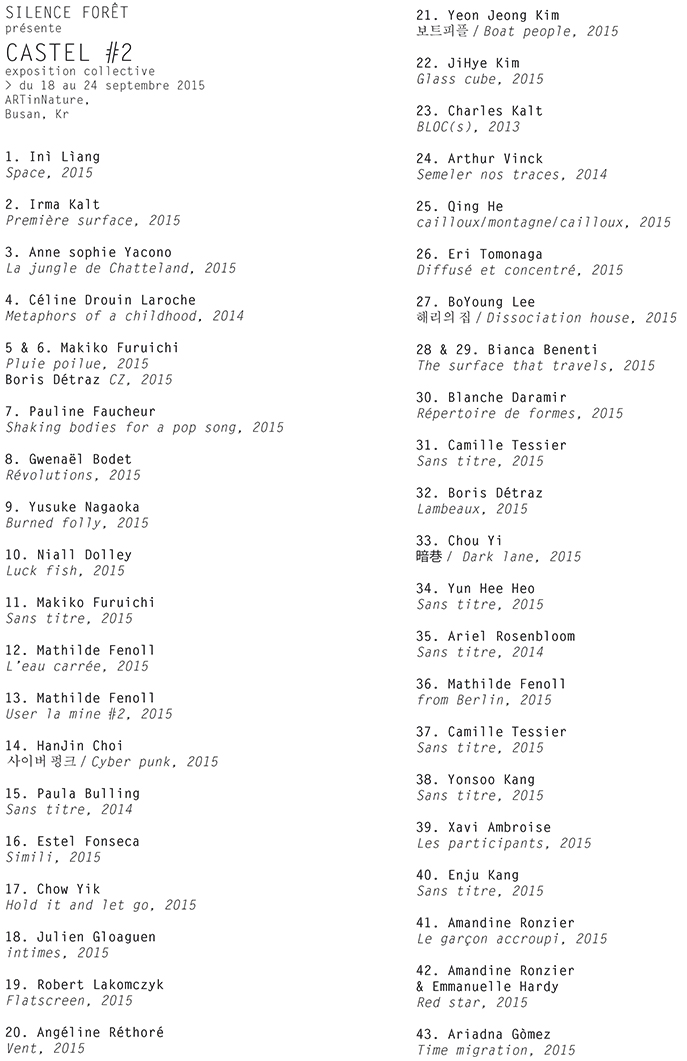 SILENCE FORÊT
présente
CASTEL #2
exposition collective
> du 18 au 24 septembre 2015
ARTinNature,
Busan, Kr
1. Inì Lìang
Space, 2015
2. Irma Kalt
Première surface, 2015
3. Anne sophie Yacono
La jungle de Chatteland, 2015
4. Céline Drouin Laroche
Metaphors of a childhood, 2014
5 & 6. Makiko Furuichi
Pluie poilue, 2015
Boris Détraz CZ, 2015
7. Pauline Faucheur
Shaking bodies for a pop song, 2015
8. Gwenaël Bodet
Révolutions, 2015
9. Yusuke Nagaoka
Burned folly, 2015
10. Niall Dolley
Luck fish, 2015
11. Makiko Furuichi
Sans titre, 2015
12. Mathilde Fenoll
L'eau carrée, 2015
13. Mathilde Fenoll
User la mine #2, 2015
14. HanJin Choi
사이버 펑크 / Cyber punk, 2015
15. Paula Bulling
Sans titre, 2014
16. Estel Fonseca
Simili, 2015
17. Chow Yik
Hold it and let go, 2015
18. Julien Gloaguen
intimes, 2015
19. Robert Lakomczyk
Flatscreen, 2015
20. Angéline Réthoré
Vent, 2015
21. Yeon Jeong Kim
보트피플 / Boat people, 2015
22. JiHye Kim
Glass cube, 2015
23. Charles Kalt
BLOC(s), 2013
24. Arthur Vinck
Semeler nos traces, 2014
25. Qing He
cailloux/montagne/cailloux, 2015
26. Eri Tomonaga
Diffusé et concentré, 2015
27. BoYoung Lee
해리의 집 / Dissociation house, 2015
28 & 29. Bianca Benenti
The surface that travels, 2015
30. Blanche Daramir
Répertoire de formes, 2015
31. Camille Tessier
Sans titre, 2015
32. Boris Détraz
Lambeaux, 2015
33. Chou Yi
暗巷 / Dark lane, 2015
34. Yun Hee Heo
Sans titre, 2015
35. Ariel Rosenbloom
Sans titre, 2014
36. Mathilde Fenoll
from Berlin, 2015
37. Camille Tessier
Sans titre, 2015
38. Yonsoo Kang
Sans titre, 2015
39. Xavi Ambroise
Les participants, 2015
40. Enju Kang
Sans titre, 2015
41. Amandine Ronzier
Le garçon accroupi, 2015
42. Amandine Ronzier
& Emmanuelle Hardy
Red star, 2015
43. Ariadna Gòmez
Time migration, 2015